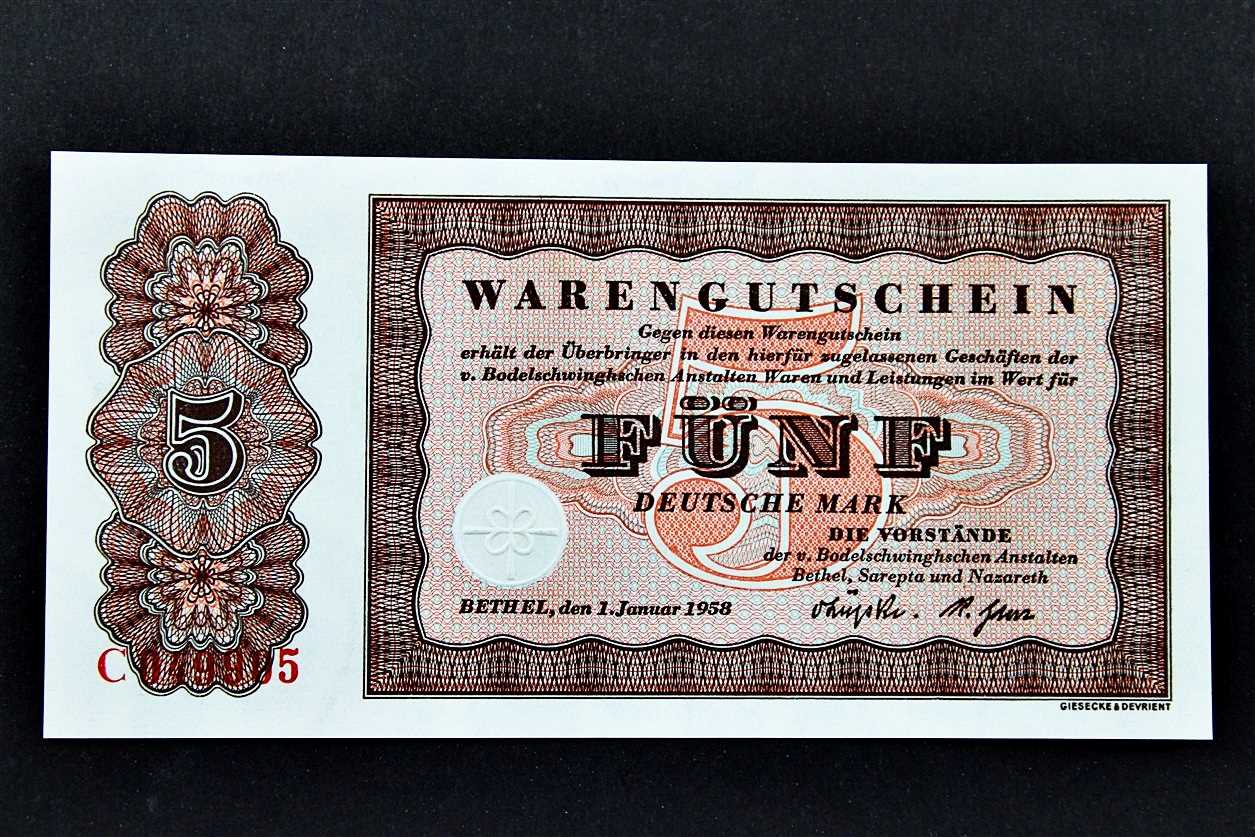 WARENGUTSCHEIN
Gegen diesen Warengutschein
erhält der Überbringer in den hierfür zugelassenen Geschäften der
v. Bodelschwinghschen Anstalten Waren und Leistungen im Wert für
5
FÜNF
5
DEUTSCHE MARK
DIE VORSTÄNDE
der v. Bodelschwinghschen Anstalten
Bethel, Sarepta und Nazareth
BETHEL, den 1. Januar 1958
C 079905
GIESECKE & DEVRIENT